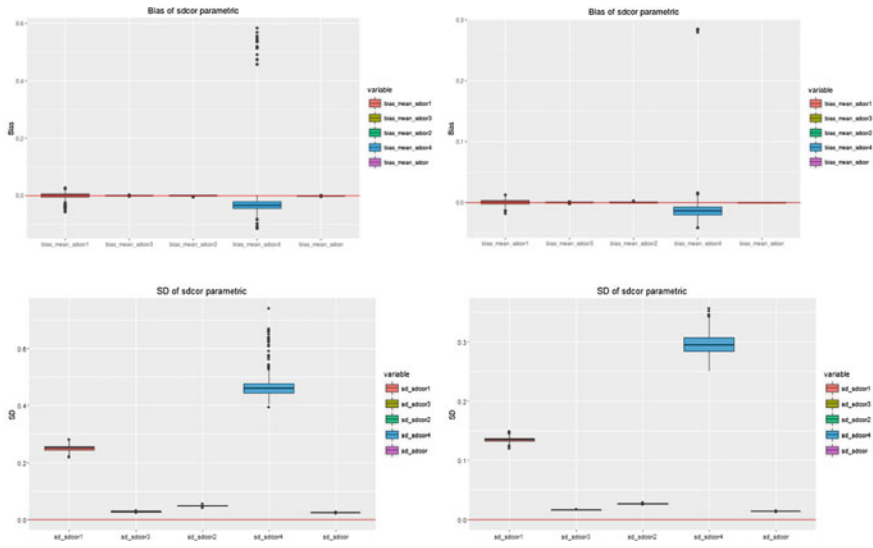 Bias of sdcor parametric
0.6
0.4
0.2
0.0
Bias
bias_mean_sdcor1
bias_mean_sdcor3
bias_mean_sdcor2
bias_mean_sdcor4
bias_mean_sdcor
variable
bias_mean_sdcor1
bias_mean_sdcor3
bias_mean_sdcor2
bias_mean_sdcor4
bias_mean_sdcor
Bias of sdcor parametric
0.3
0.2
0.1
0.0
Bias
bias_mean_sdcor1
bias_mean_sdcor3
bias_mean_sdcor2
bias_mean_sdcor4
bias_mean_sdcor
variable
bias_mean_sdcor1
bias_mean_sdcor3
bias_mean_sdcor2
bias_mean_sdcor4
bias_mean_sdcor
SD of sdcor parametric
0.6
0.4
0.2
0.0
SD
sd_sdcor1
sd_sdcor3
sd_sdcor2
sd_sdcor4
sd_sdcor
variable
sd_sdcor1
sd_sdcor3
sd_sdcor2
sd_sdcor4
sd_sdcor
SD of sdcor parametric
0.3
0.2
0.1
0.0
SD
sd_sdcor1
sd_sdcor3
sd_sdcor2
sd_sdcor4
sd_sdcor
variable
sd_sdcor1
sd_sdcor3
sd_sdcor2
sd_sdcor4
sd_sdcor